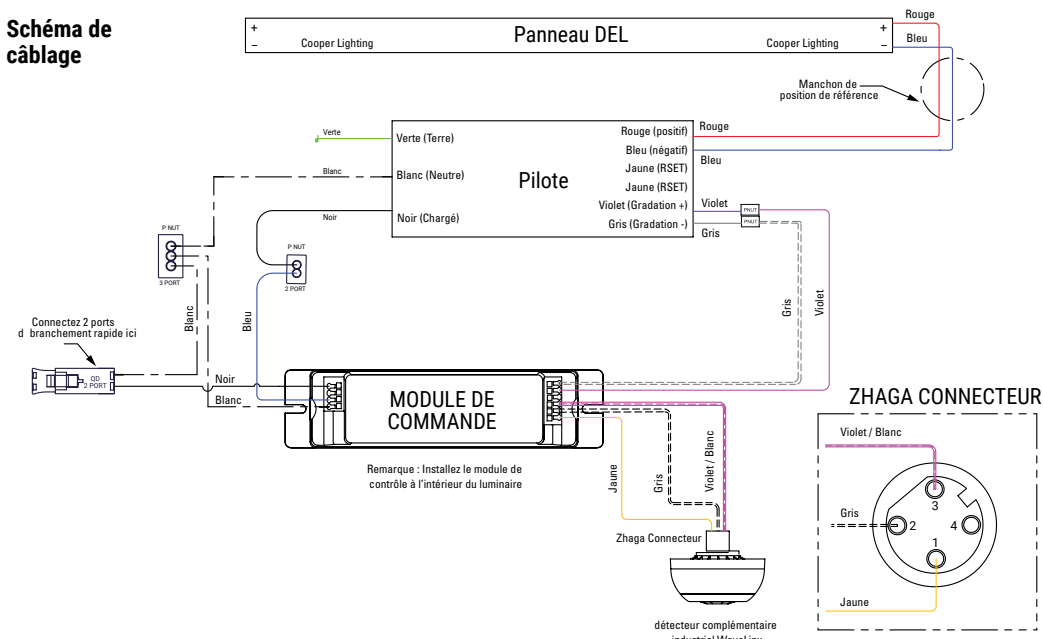 Schéma de
câblage
+
–
Cooper Lighting
Panneau DEL
Cooper Lighting
+
–
Rouge
Bleu
Manchon de
position de référence
Verte
Verte (Terre)
Blanc
Blanc (Neutre)
Noir
Noir (Chargé)
Pilote
Rouge (positif)
Bleu (négatif)
Jaune (RSET)
Jaune (RSET)
Violet (Gradation +)
Gris (Gradation -)
Rouge
Bleu
Violet
Gris
PNUT
PNUT
P NUT
3 PORT
P NUT
2 PORT
Blanc
Bleu
Gris
Violet
Connectez 2 ports
d branchement rapide ici
QD
2 PORT
Noir
Blanc
MODULE DE
COMMANDE
Remarque : Installez le module de
contrôle à l'intérieur du luminaire
Jaune
Gris
Violet / Blanc
Zhaga Connecteur
détecteur complémentaire
industriel WaveLinx
ZHAGA CONNECTEUR
Violet / Blanc
Gris
Jaune
3
2
4
1